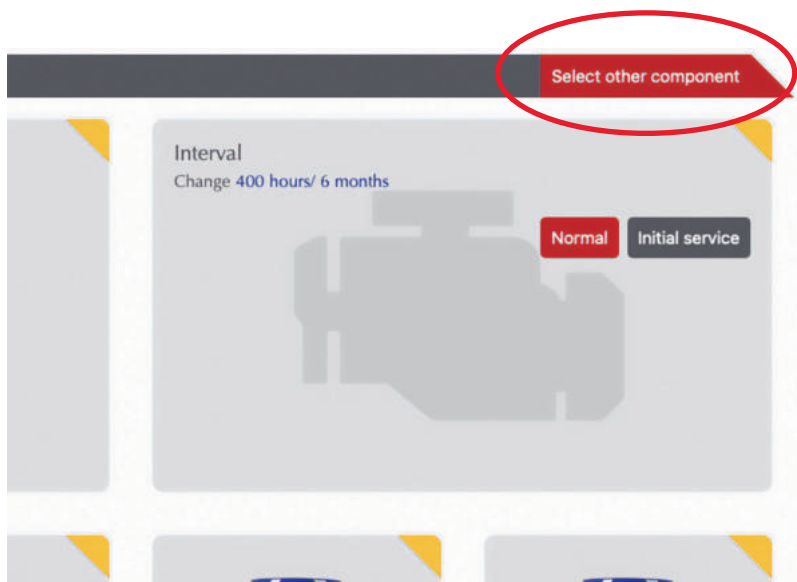 Select other component
Interval
Change 400 hours/ 6 months
Normal
Initial service